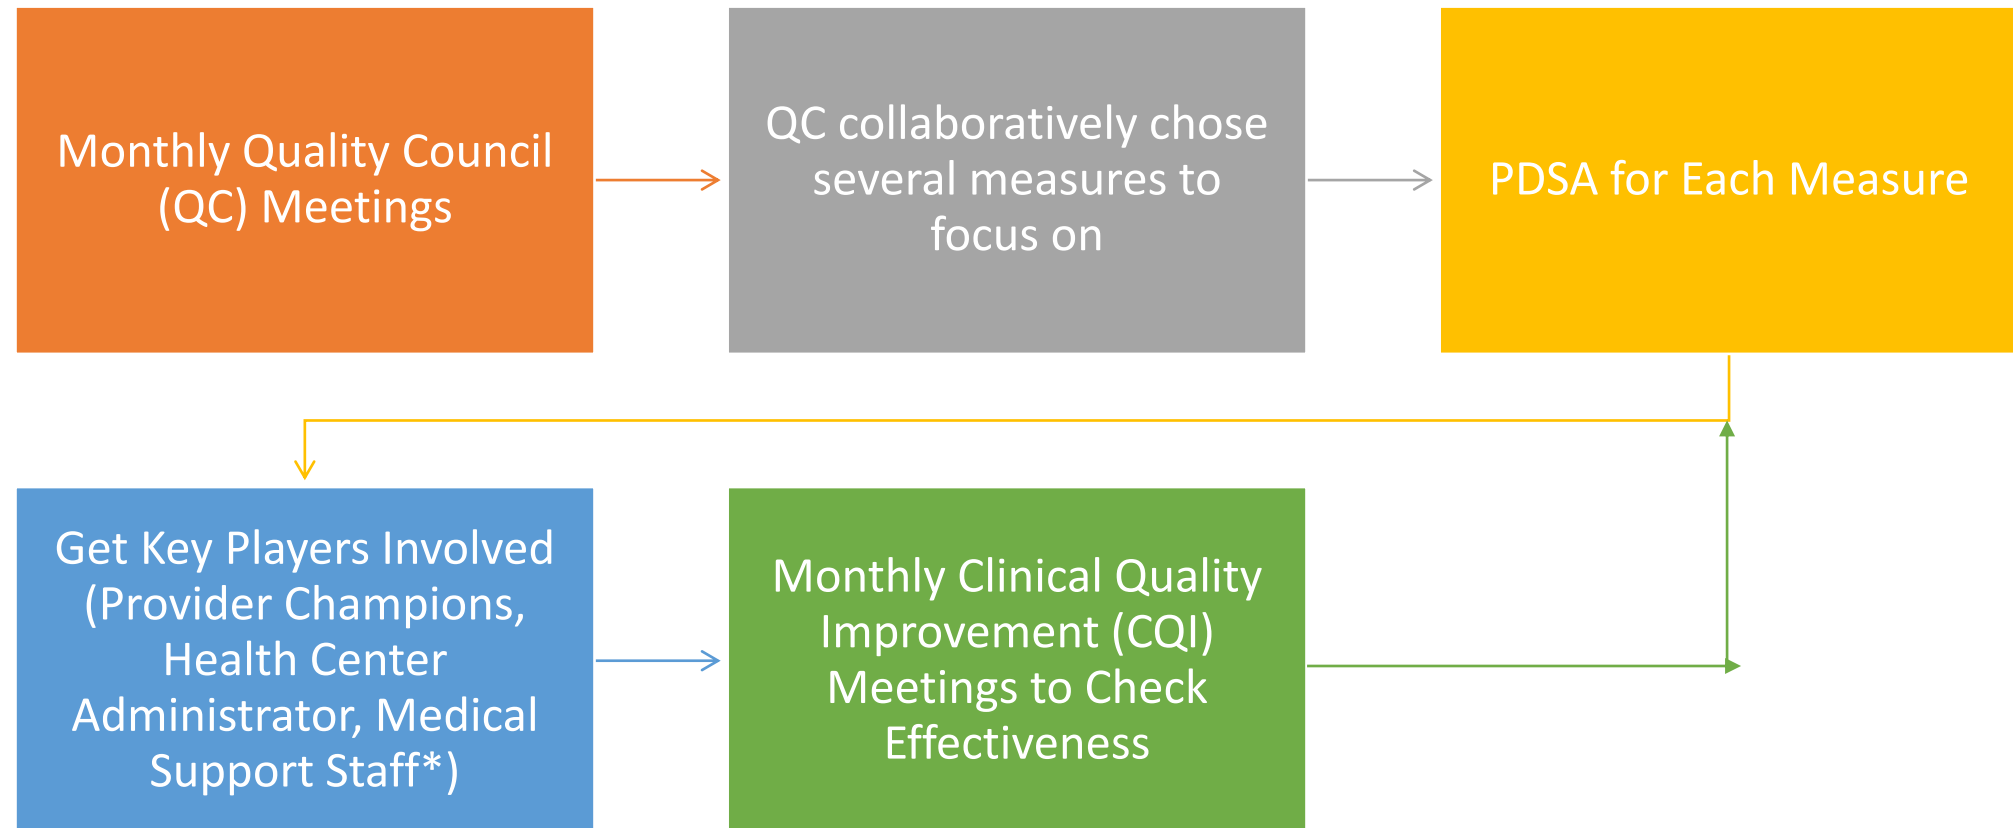 Monthly Quality Council
(QC) Meetings
QC collaboratively chose
several measures to
focus on
PDSA for Each Measure
Get Key Players Involved
(Provider Champions,
Health Center
Administrator, Medical
Support Staff*)
Monthly Clinical Quality
Improvement (CQI)
Meetings to Check
Effectiveness